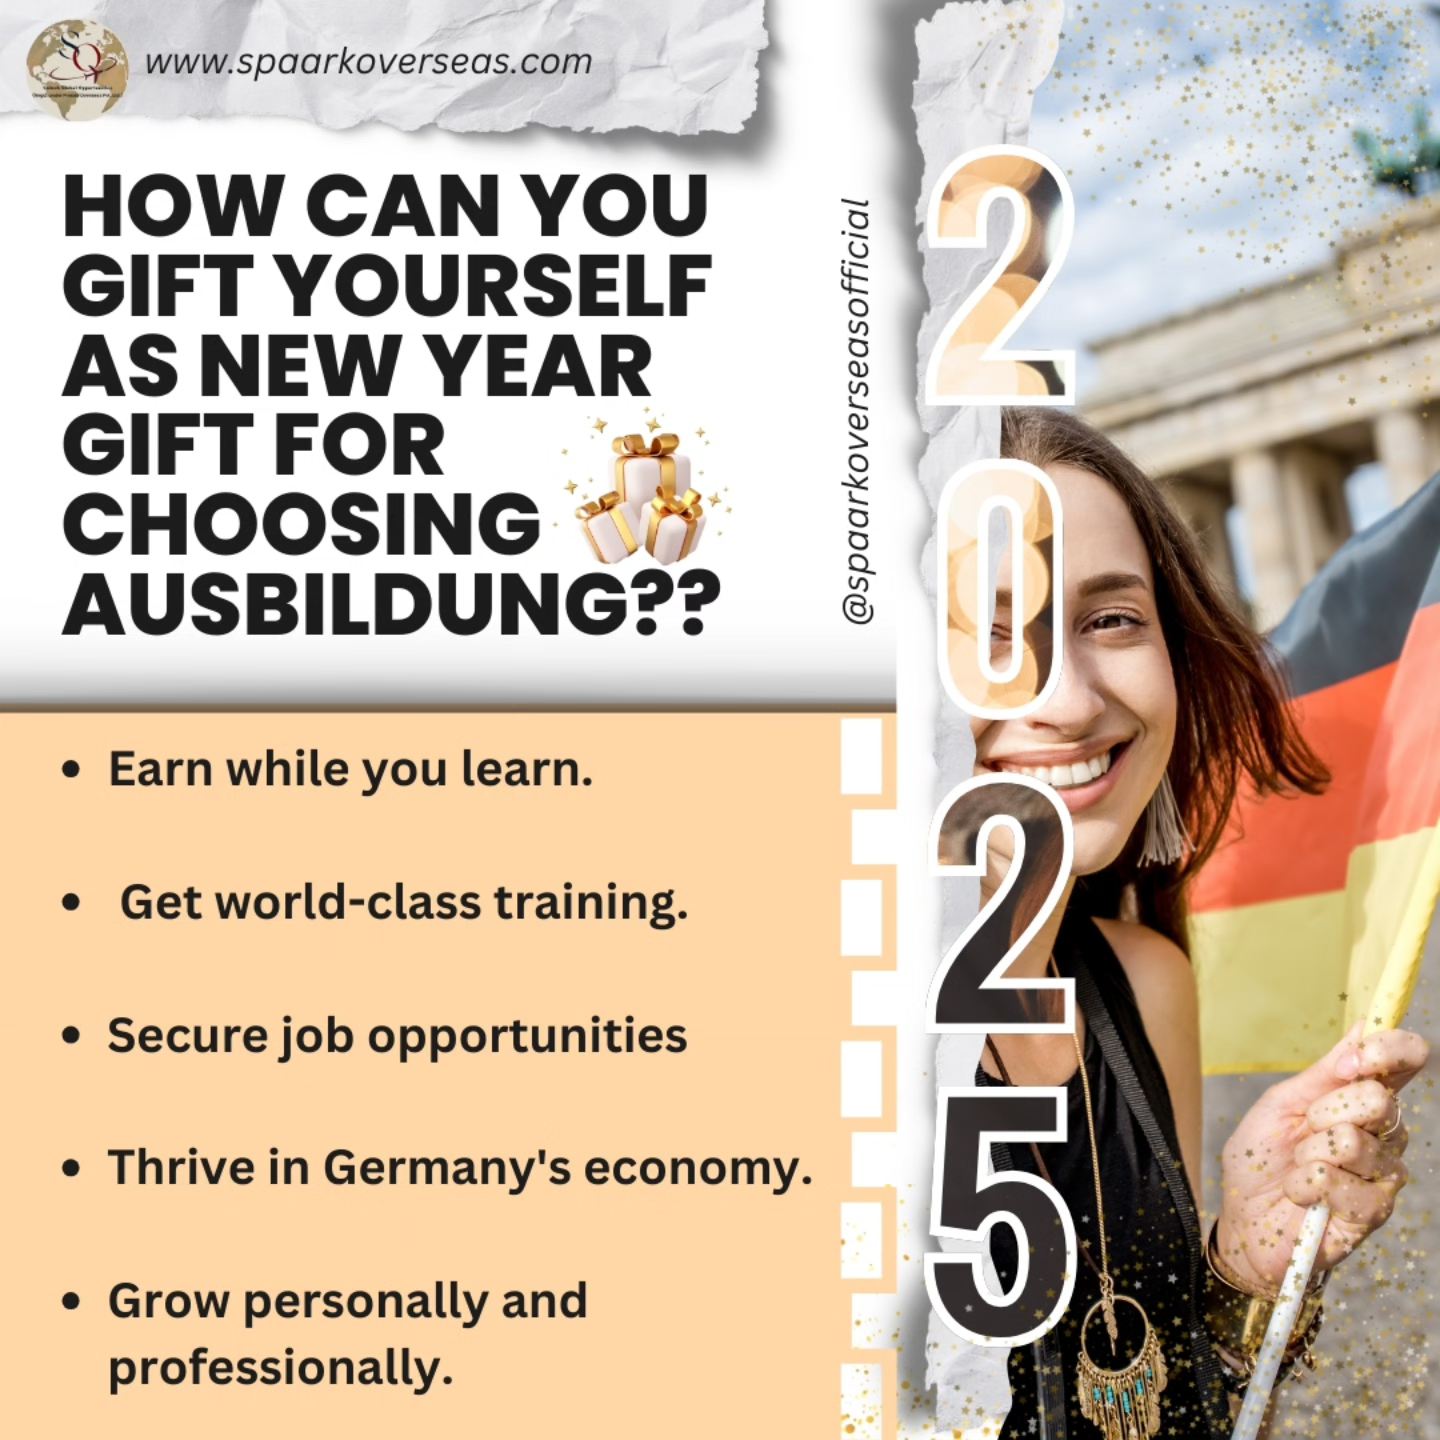 www.spaarkoverseas.com
HOW CAN YOU
GIFT YOURSELF
AS NEW YEAR
GIFT FOR
CHOOSING
AUSBILDUNG??
@spaarkoverseasofficial
2025
• Earn while you learn.
• Get world-class training.
• Secure job opportunities
• Thrive in Germany's economy.
• Grow personally and
professionally.